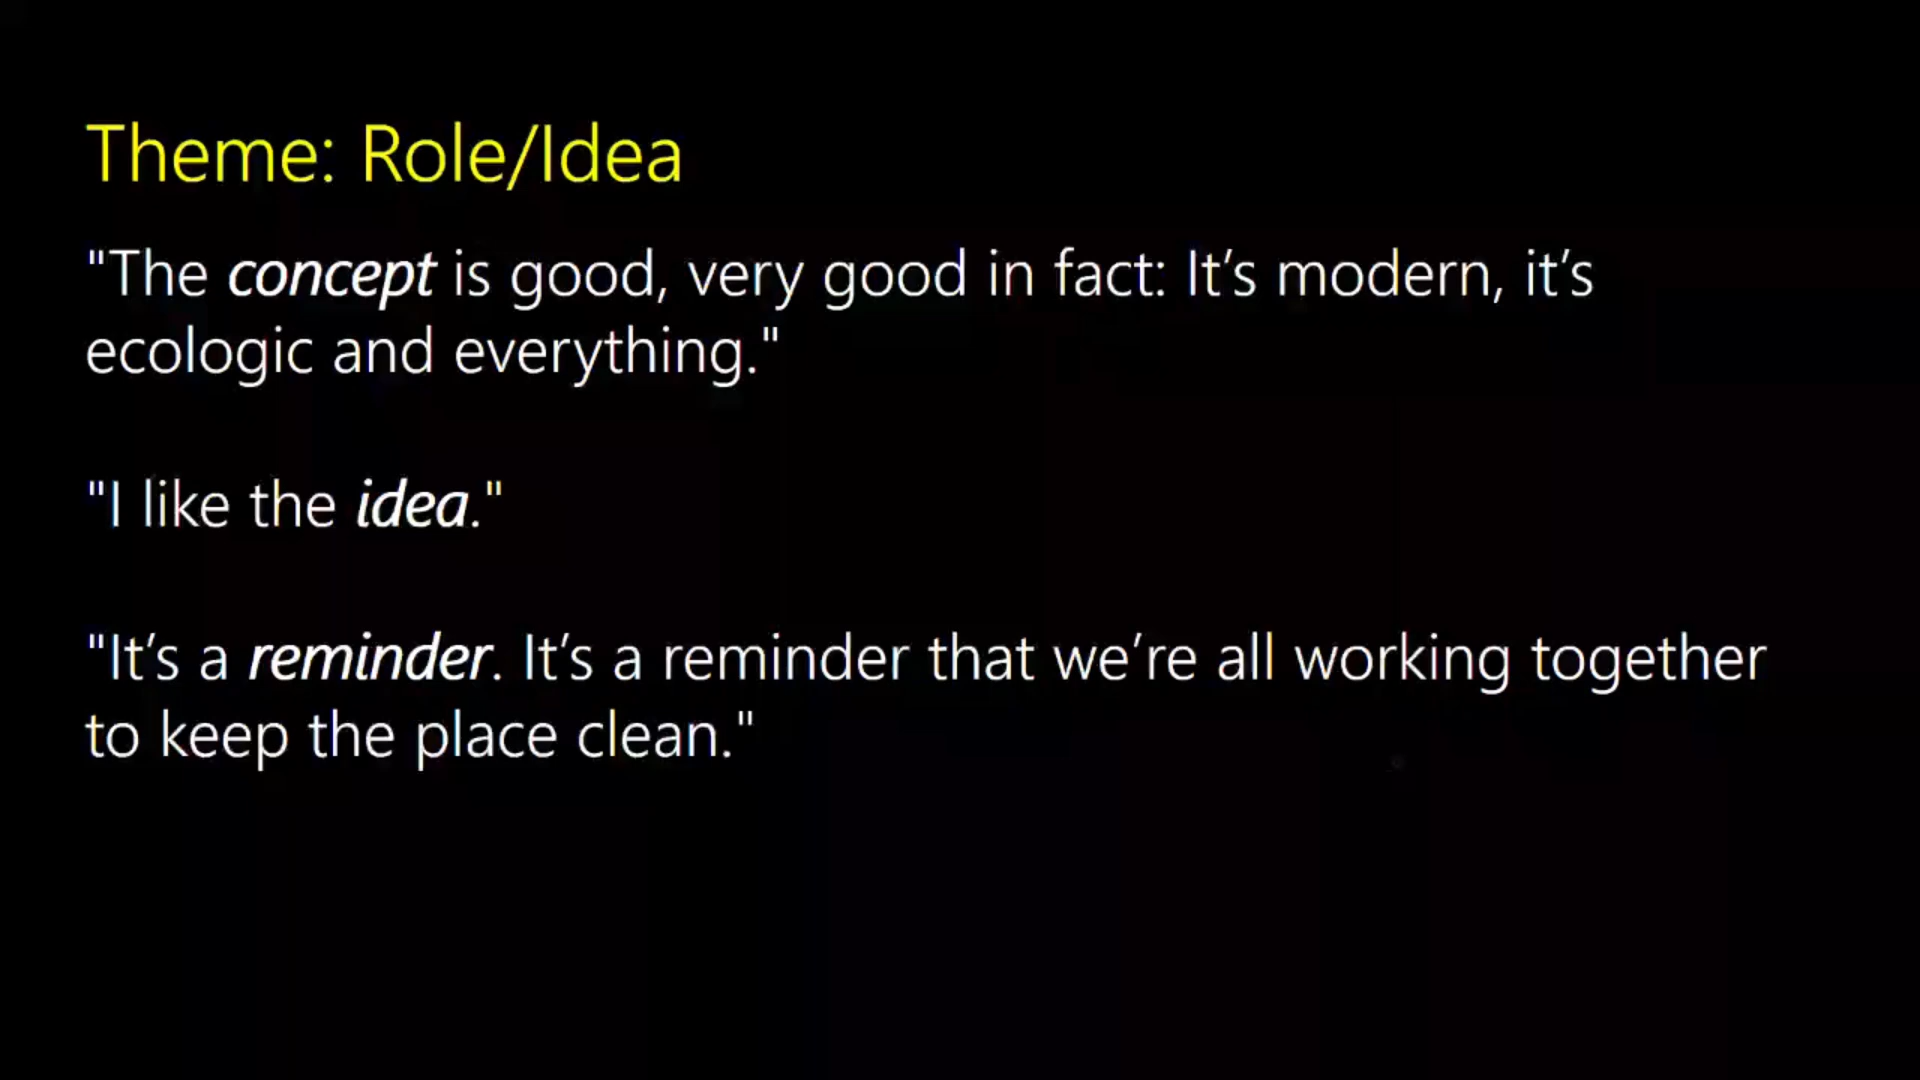 Theme: Role/Idea
"The concept is good, very good in fact: It’s modern, it’s
ecologic and everything."
"I like the idea."
"It’s a reminder. It’s a reminder that we’re all working together
to keep the place clean."